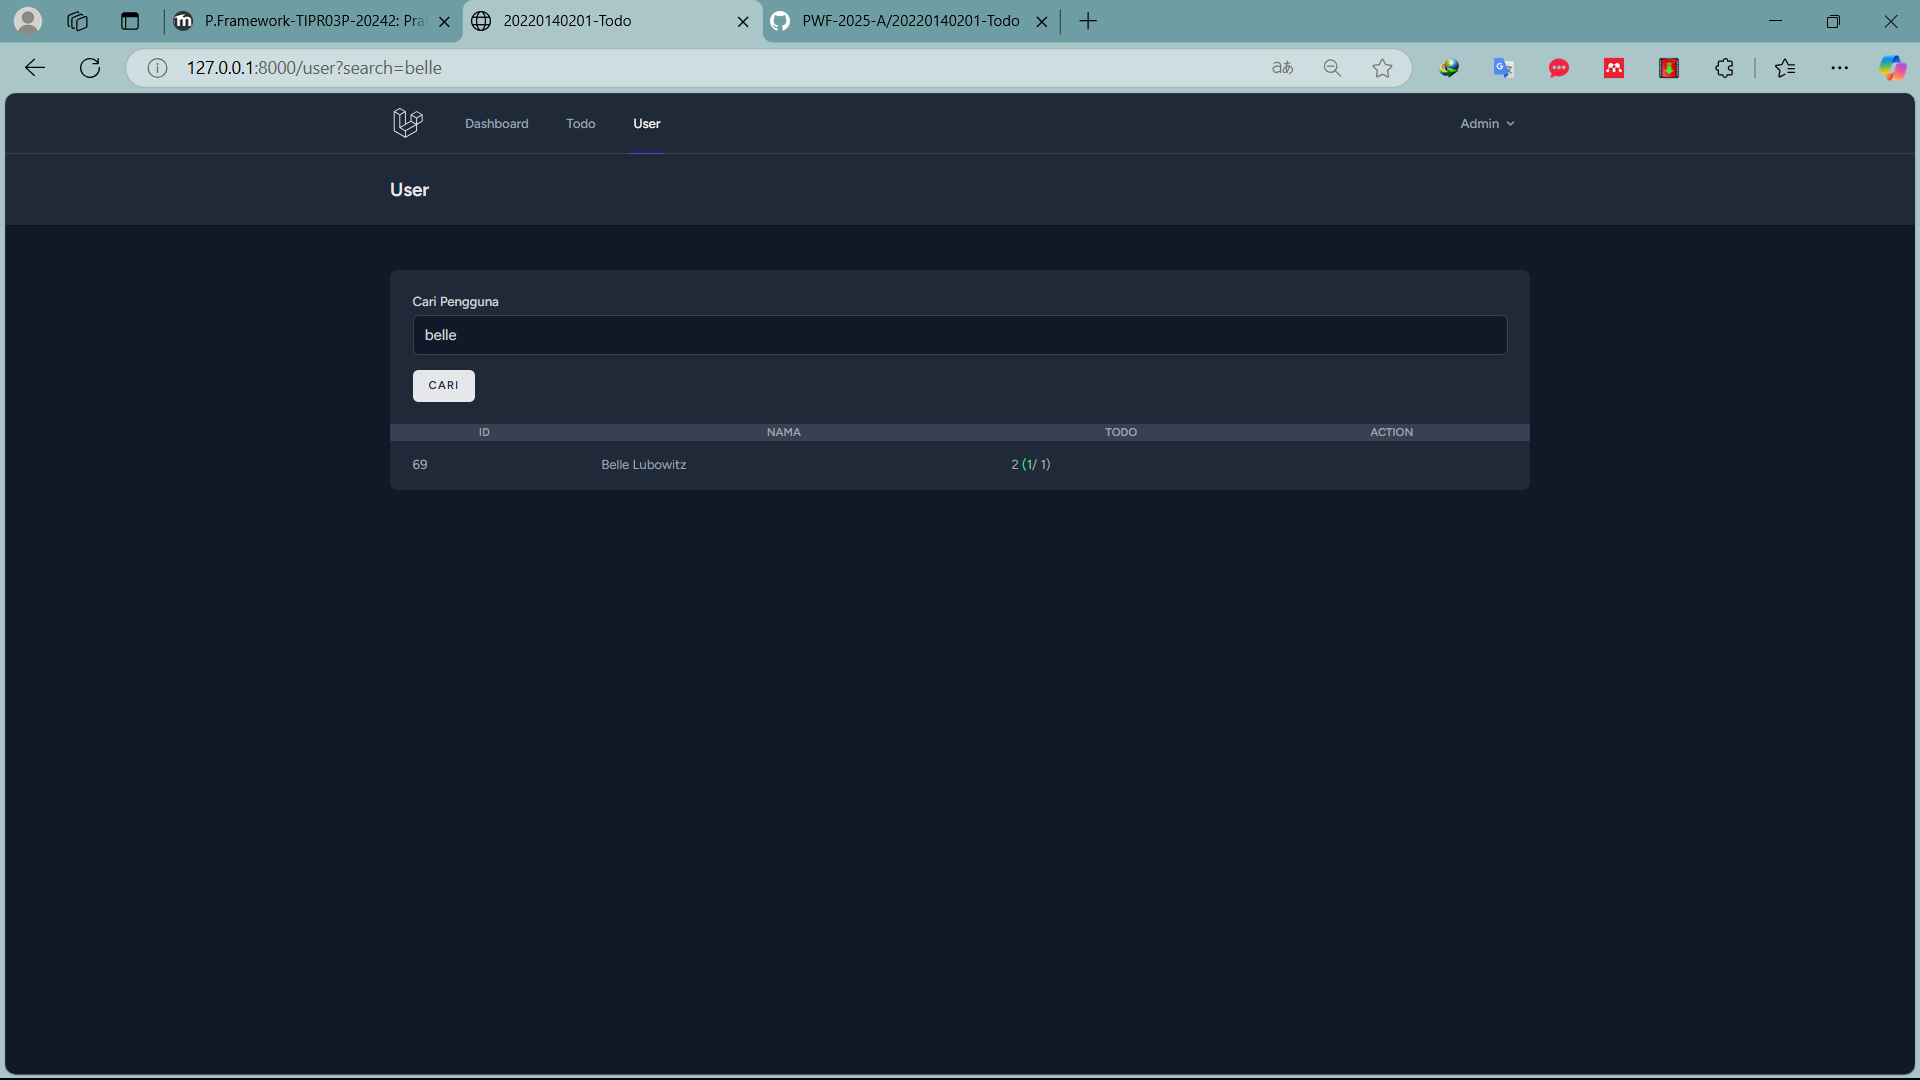 P.Framework-TIPR03P-20242: Pra
20220140201-Todo
PWF-2025-A/20220140201-Todo
127.0.0.1:8000/user?search=belle
Dashboard
Todo
User
Admin
User
Cari Pengguna
belle
CARI
ID NAMA TODO ACTION
69 Belle Lubowitz 2 (1/ 1)